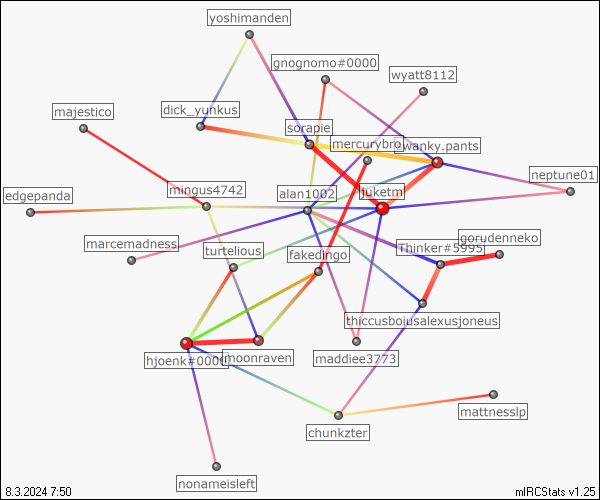 yoshimanden
gnognomo#0000
wyatt8112
majestico
dick_yunkus
sorapie
mercurybro
swanky.pants
neptune01
edgepanda
mingus4742
alan1002
luketm
marcemadness
turtelious
fakedingo
Thinker#5995
gorudenneko
thiccusboiusalexusjoneus
hjoenk#0000
moonraven
maddiee3773
mattnesslp
chunkzter
nonameisleft
8.3.2024 7:50
mIRCStats v1.25